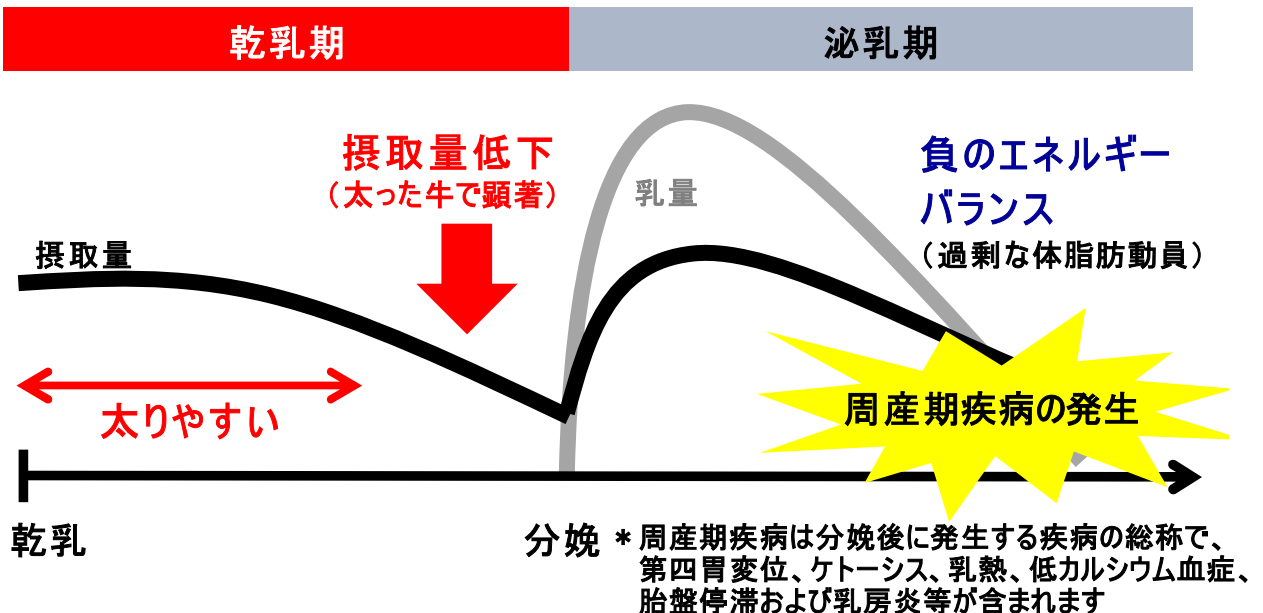 乾乳期
泌乳期
摂取量低下
（太った牛で顕著）
乳量
負のエネルギー
バランス
（過剰な体脂肪動員）
摂取量
太りやすい
周産期疾病の発生
乾乳
分娩
＊周産期疾病は分娩後に発生する疾病の総称で、
第四胃変位、ケトーシス、乳熱、低カルシウム血症、
胎盤停滞および乳房炎等が含まれます